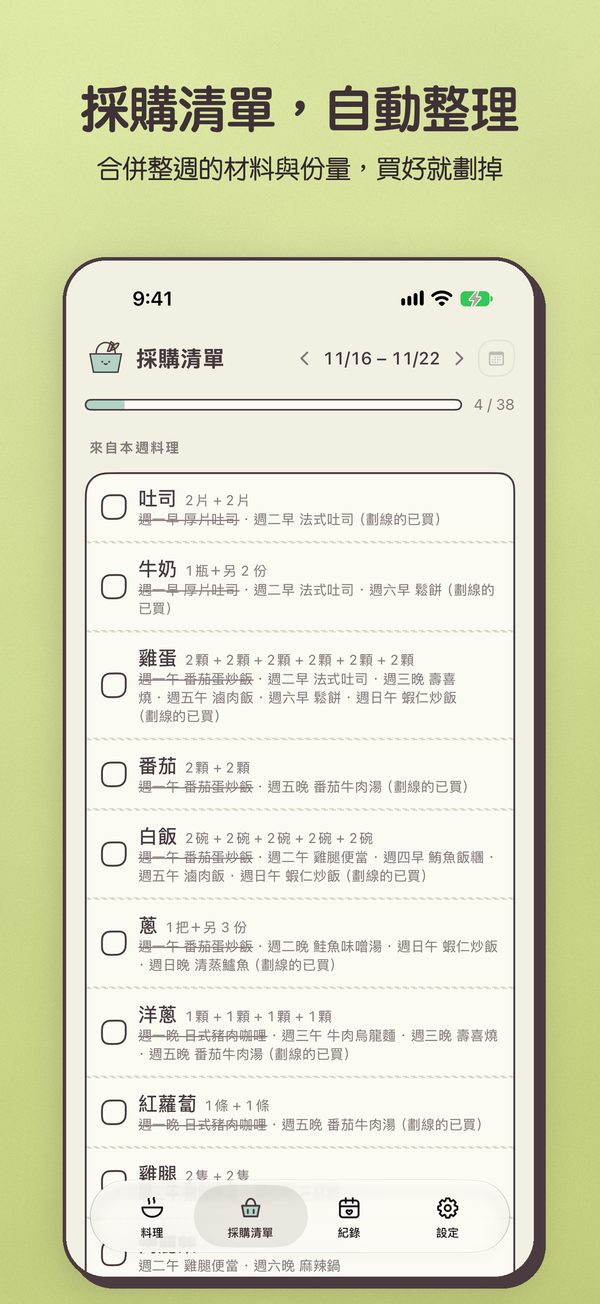 採購清單，自動整理
合併整週的材料與份量，買好就劃掉
9:41
採購清單
11/16 – 11/22
4 / 38
來自本週料理
吐司 2片 + 2片
週一早 厚片吐司 · 週二早 法式吐司（劃線的已買）
牛奶 1瓶+另 2 份
週一早 厚片吐司 · 週二早 法式吐司 · 週六早 鬆餅（劃線的
已買）
雞蛋 2顆 + 2顆 + 2顆 + 2顆 + 2顆 + 2顆
週一午 番茄蛋炒飯 · 週二早 法式吐司 · 週三晚 壽喜
燒 · 週五午 滷肉飯 · 週六早 鬆餅 · 週日午 蝦仁炒飯
（劃線的已買）
番茄 2顆 + 2顆
週一午 番茄蛋炒飯 · 週五晚 番茄牛肉湯（劃線的已買）
白飯 2碗 + 2碗 + 2碗 + 2碗 + 2碗
週一午 番茄蛋炒飯 · 週二午 雞腿便當 · 週四早 鮪魚飯糰 ·
週五午 滷肉飯 · 週日午 蝦仁炒飯（劃線的已買）
蔥 1把+另 3 份
週一午 番茄蛋炒飯 · 週二晚 鮭魚味噌湯 · 週日午 蝦仁炒飯
· 週日晚 清蒸鱸魚（劃線的已買）
洋蔥 1顆 + 1顆 + 1顆 + 1顆
週一晚 日式豬肉咖哩 · 週三午 牛肉烏龍麵 · 週三晚 壽喜燒
· 週五晚 番茄牛肉湯（劃線的已買）
紅蘿蔔 1條 + 1條
週一晚 日式豬肉咖哩 · 週五晚 番茄牛肉湯（劃線的已買）
雞腿 2隻 + 2隻
料理
採購清單
紀錄
設定
週二午 雞腿便當 · 週六晚 麻辣鍋